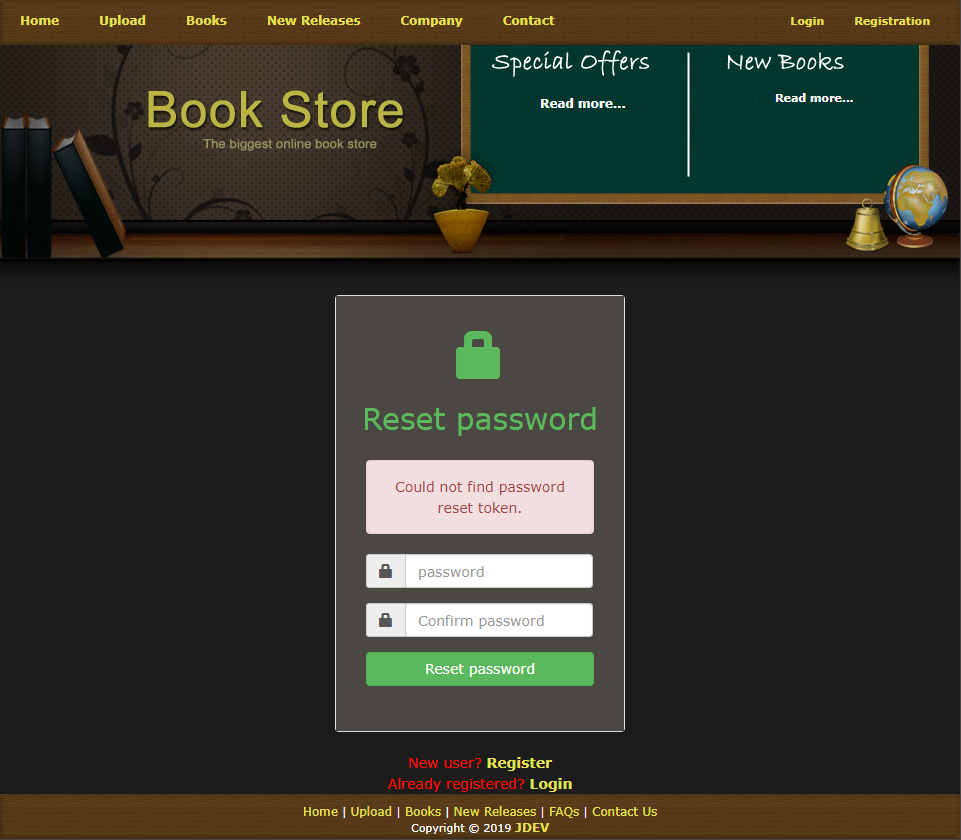 Home Upload Books New Releases Company Contact Login Registration
Book Store
The biggest online book store
Special Offers
Read more...
New Books
Read more...
Reset password
Could not find password
reset token.
password
Confirm password
Reset password
New user? Register
Already registered? Login
Home | Upload | Books | New Releases | FAQs | Contact Us
Copyright © 2019 JDEV